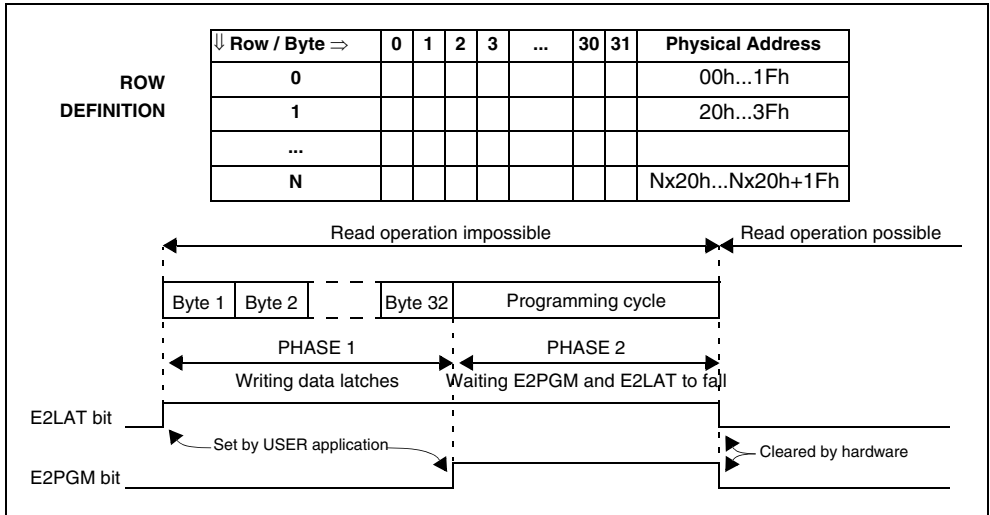 ⇓ Row / Byte ⇒ 0 1 2 3 ... 30 31 Physical Address
ROW
DEFINITION
0 00h...1Fh
1 20h...3Fh
...
N Nx20h...Nx20h+1Fh
Read operation impossible
Read operation possible
Byte 1 Byte 2 Byte 32 Programming cycle
PHASE 1 PHASE 2
Writing data latches Waiting E2PGM and E2LAT to fall
E2LAT bit
Set by USER application
Cleared by hardware
E2PGM bit